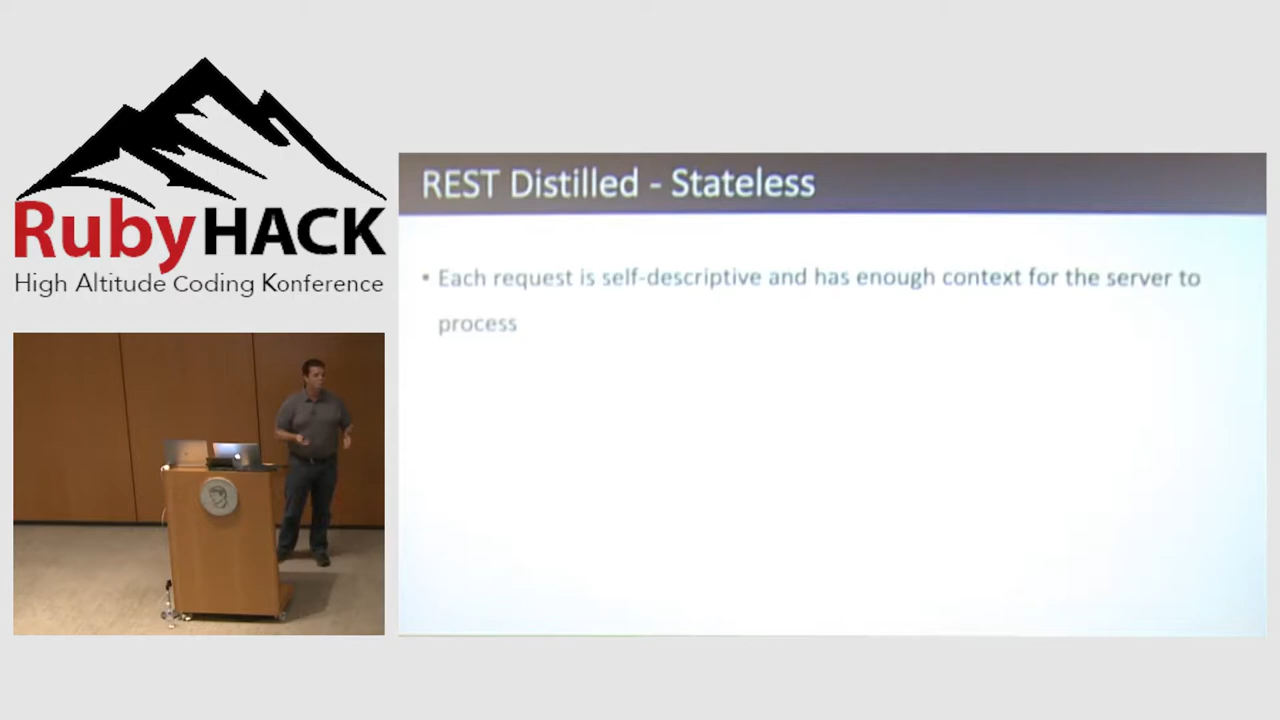 RubyHACK
High Altitude Coding Konference
REST Distilled - Stateless
• Each request is self-descriptive and has enough context for the server to
process